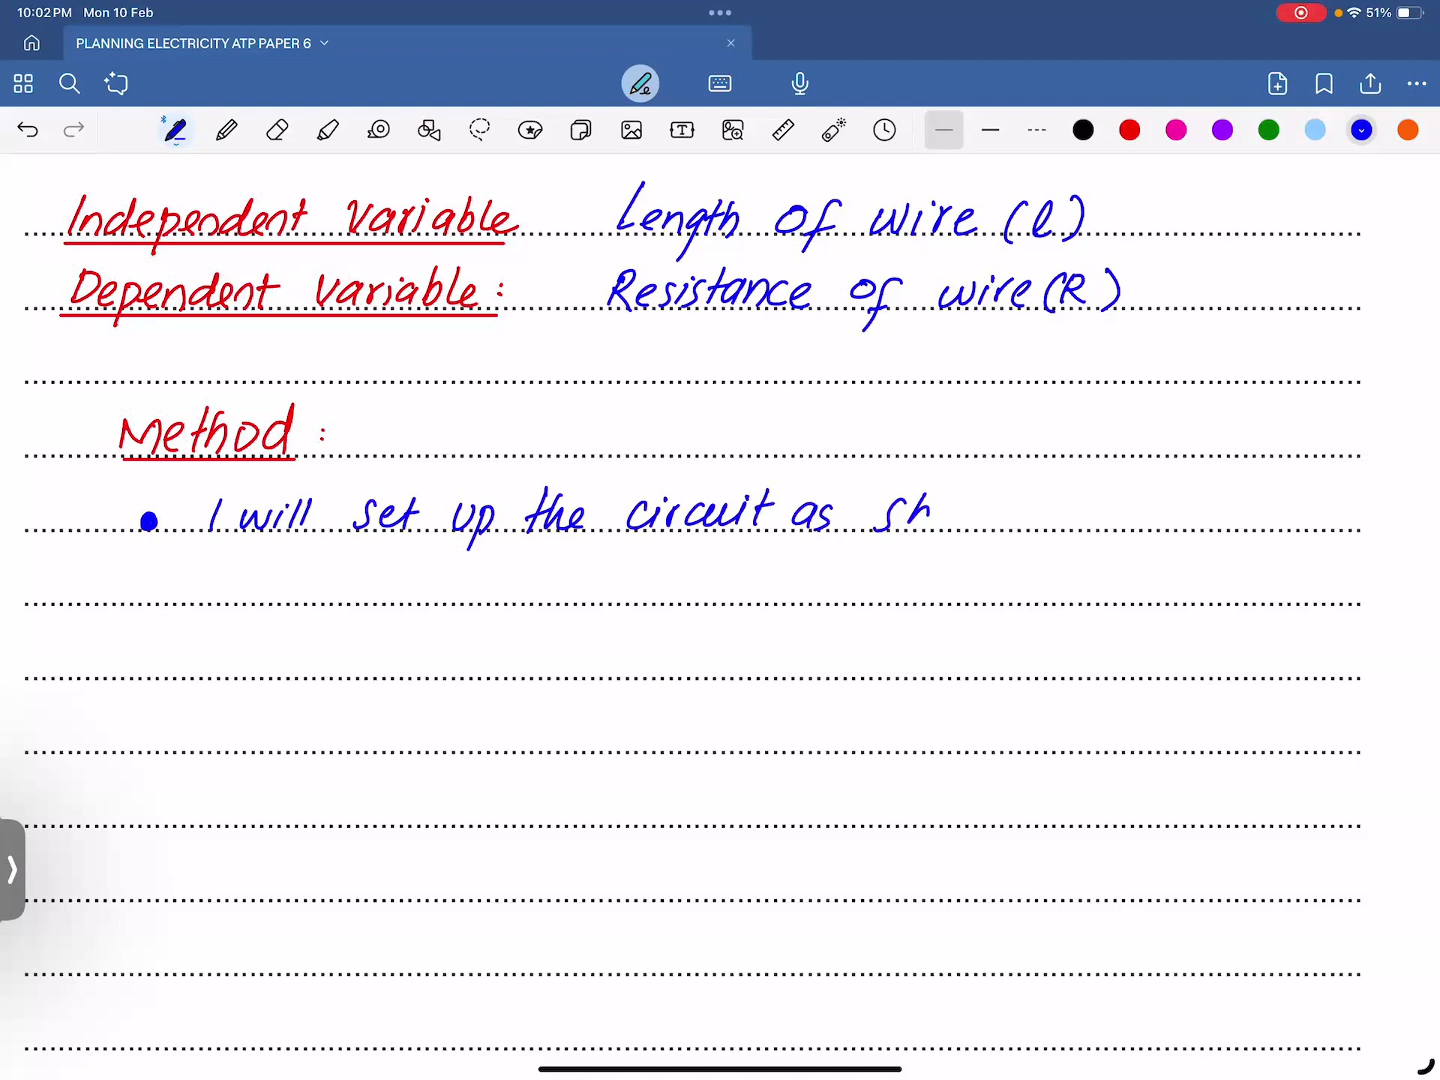 10:02 PM Mon 10 Feb
51%
PLANNING ELECTRICITY ATP PAPER 6
Independent Variable Length of wire (l)
Dependent Variable: Resistance of wire (R)
Method:
• I will set up the circuit as sh